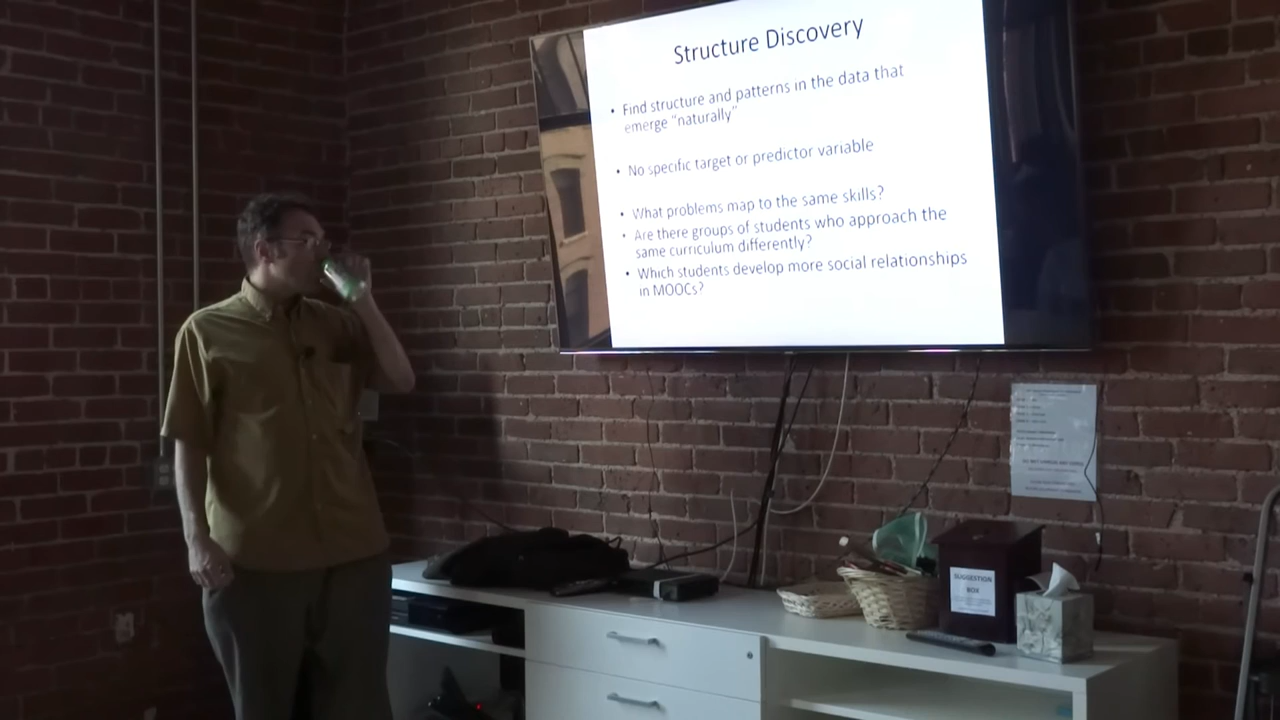 Structure Discovery
• Find structure and patterns in the data that
emerge “naturally”
• No specific target or predictor variable
• What problems map to the same skills?
• Are there groups of students who approach the
same curriculum differently?
• Which students develop more social relationships
in MOOCs?
SUGGESTION
BOX